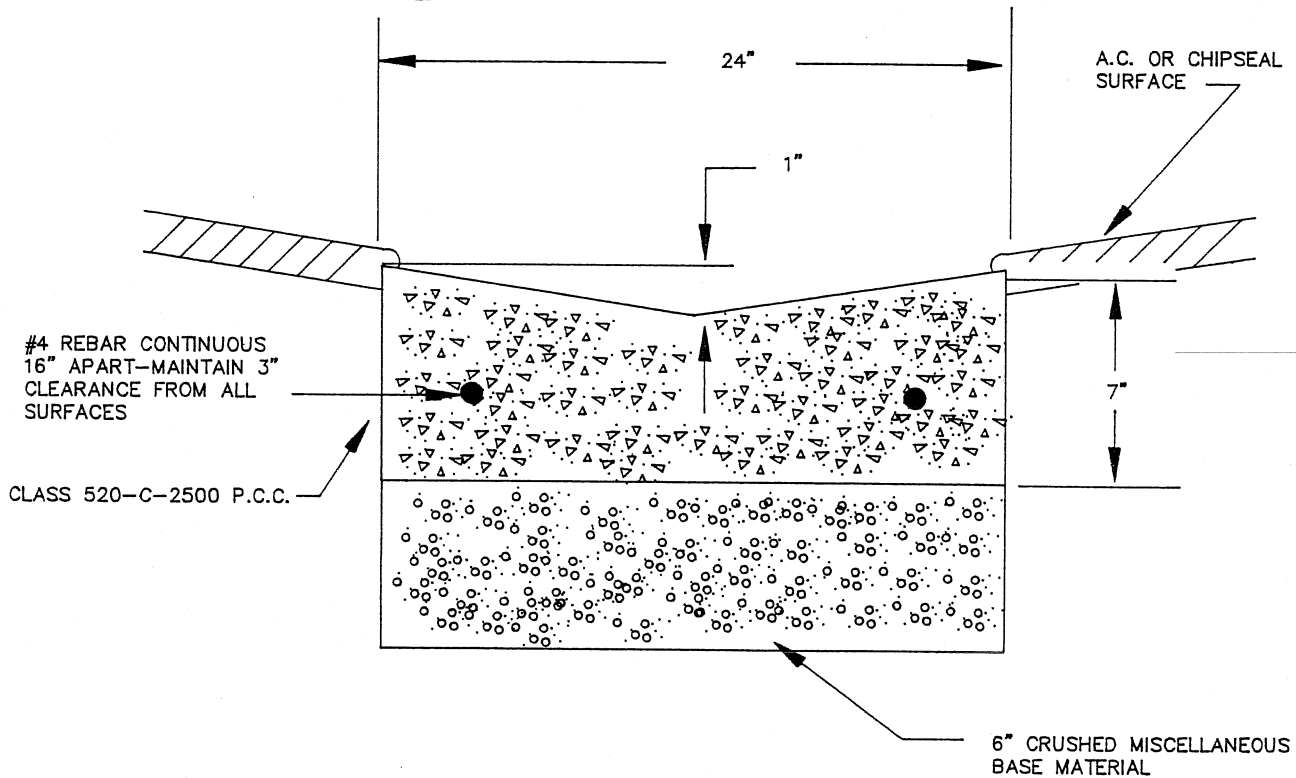 24"
A.C. OR CHIPSEAL
SURFACE
1"
#4 REBAR CONTINUOUS
16" APART-MAINTAIN 3"
CLEARANCE FROM ALL
SURFACES
7"
CLASS 520-C-2500 P.C.C.
6" CRUSHED MISCELLANEOUS
BASE MATERIAL